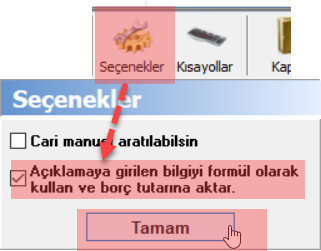 Seçenekler
Kısayollar
Kap
Seçenekler
Cari manuel aratılabilsin
Açıklamaya girilen bilgiyi formül olarak
kullan ve borç tutarına aktar.
Tamam